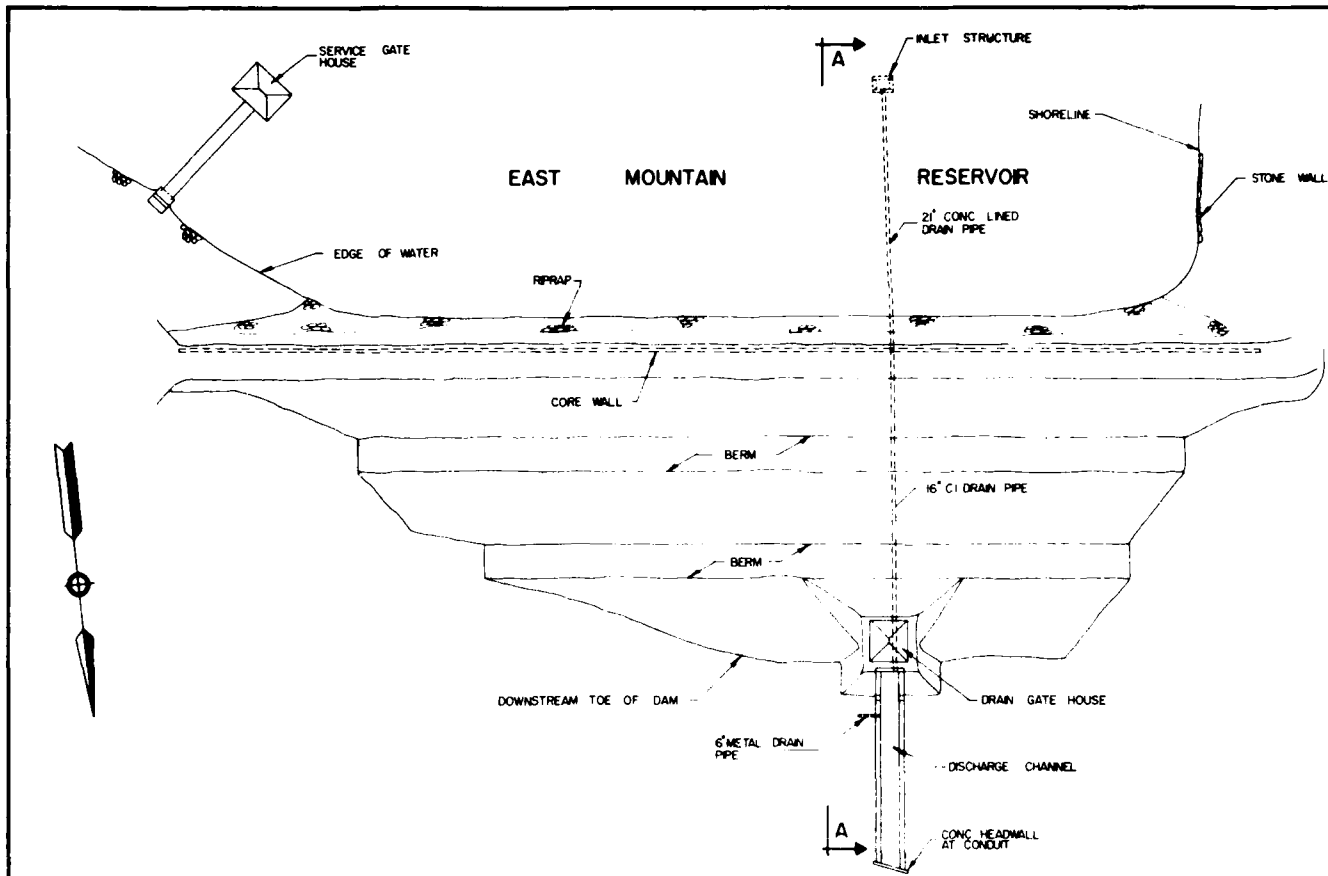 SERVICE GATE
HOUSE
A
INLET STRUCTURE
SHORELINE
EAST MOUNTAIN RESERVOIR
STONE WALL
21" CONC LINED
DRAIN PIPE
EDGE OF WATER
RIPRAP
CORE WALL
BERM
16" CI DRAIN PIPE
BERM
DOWNSTREAM TOE OF DAM
DRAIN GATE HOUSE
6" METAL DRAIN
PIPE
DISCHARGE CHANNEL
A
CONC HEADWALL
AT CONDUIT